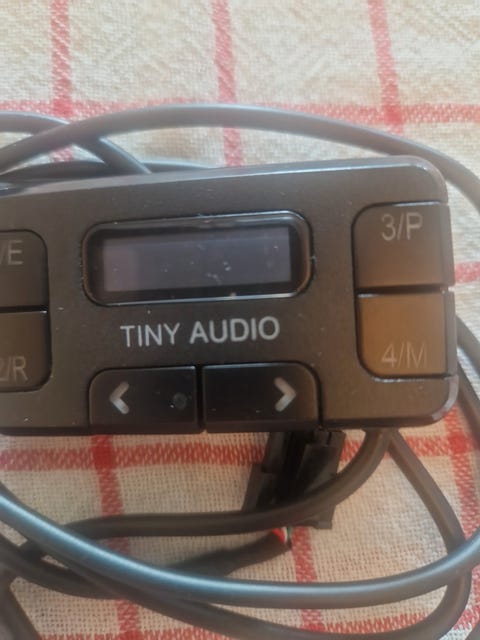 /E
3/P
TINY AUDIO
2/R
4/M
< >